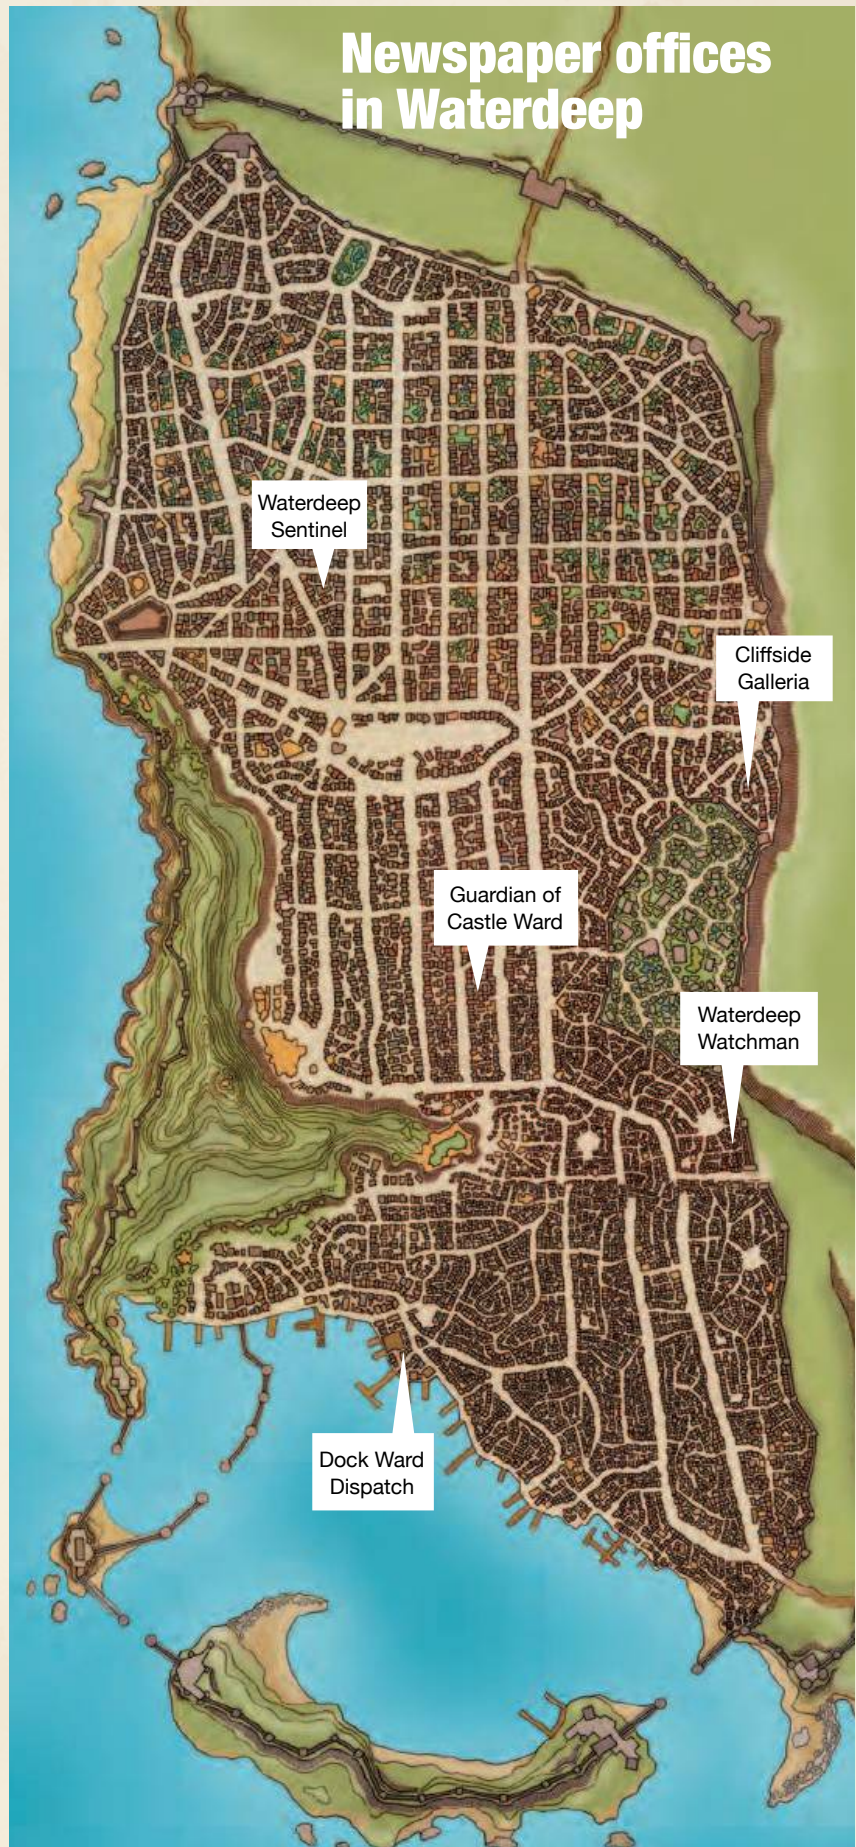 Newspaper offices
in Waterdeep
Waterdeep
Sentinel
Cliffside
Galleria
Guardian of
Castle Ward
Waterdeep
Watchman
Dock Ward
Dispatch